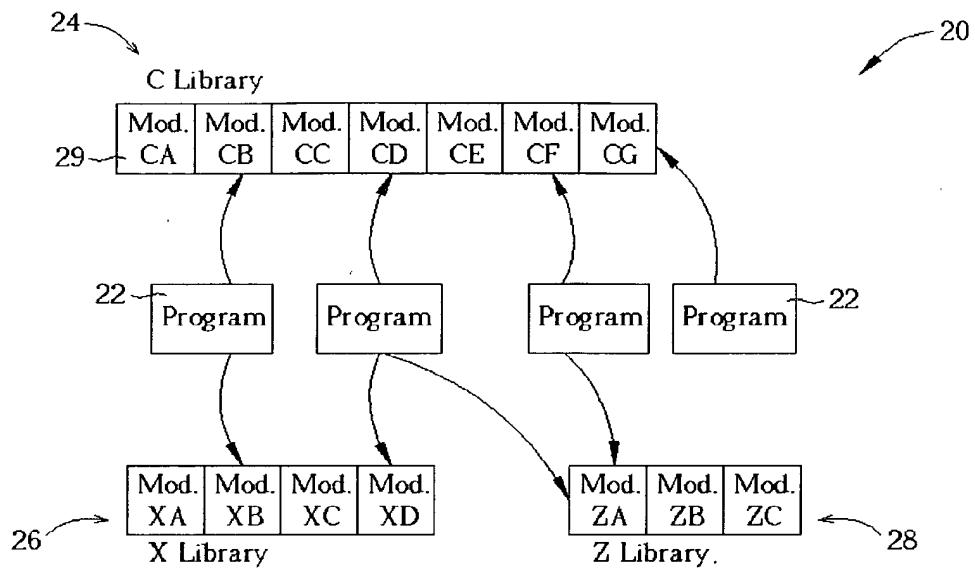 24
20
C Library
Mod. CA
Mod. CB
Mod. CC
Mod. CD
Mod. CE
Mod. CF
Mod. CG
29
22
Program
Program
Program
Program
22
Mod. XA
Mod. XB
Mod. XC
Mod. XD
Mod. ZA
Mod. ZB
Mod. ZC
26
X Library
Z Library.
28